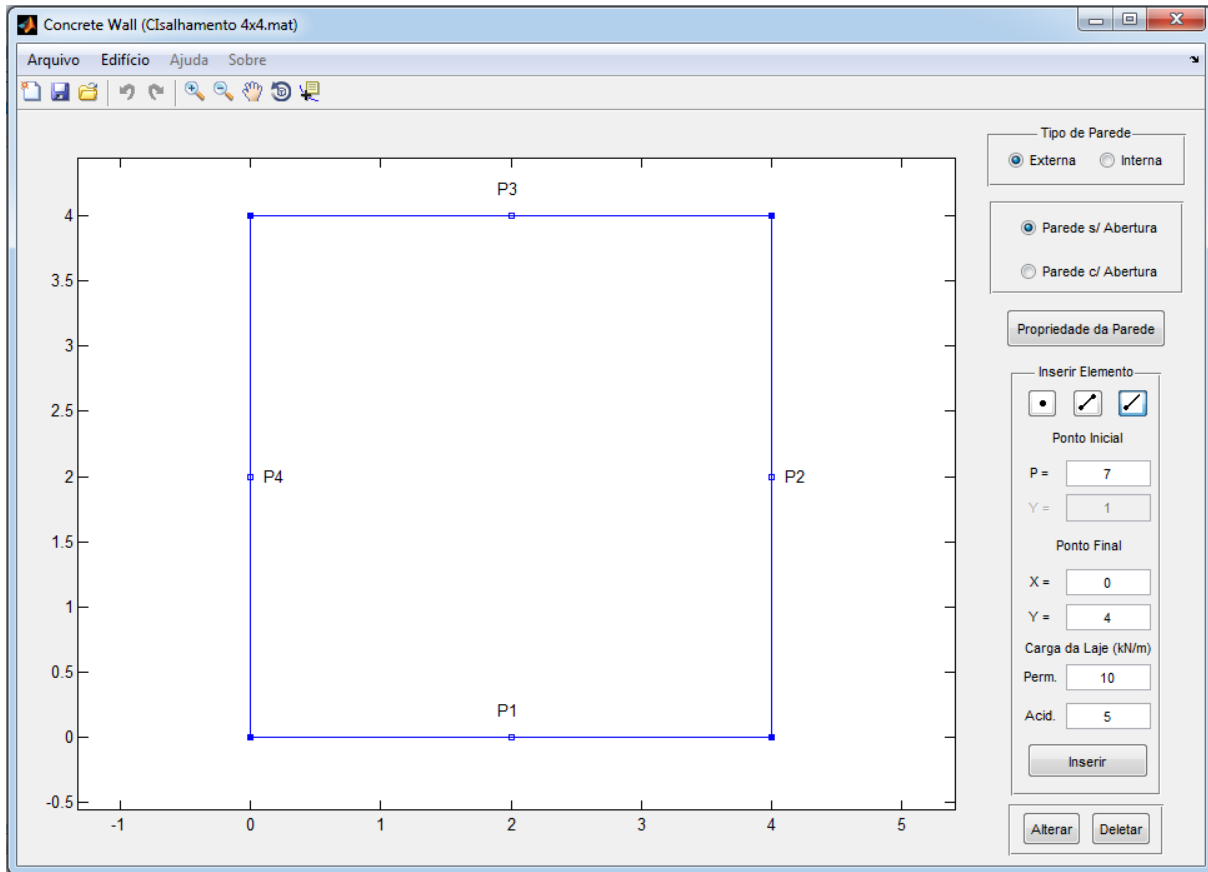 Concrete Wall (CIsalhamento 4x4.mat)
Arquivo Edifício Ajuda Sobre
Tipo de Parede
Externa Interna
Parede s/ Abertura
Parede c/ Abertura
Propriedade da Parede
Inserir Elemento
Ponto Inicial
P = 7
Y = 1
Ponto Final
X = 0
Y = 4
Carga da Laje (kN/m)
Perm. 10
Acid. 5
Inserir
Alterar Deletar
P3
4
3.5
3
2.5
2 P4 P2
1.5
1
0.5
P1
0
-0.5
-1 0 1 2 3 4 5